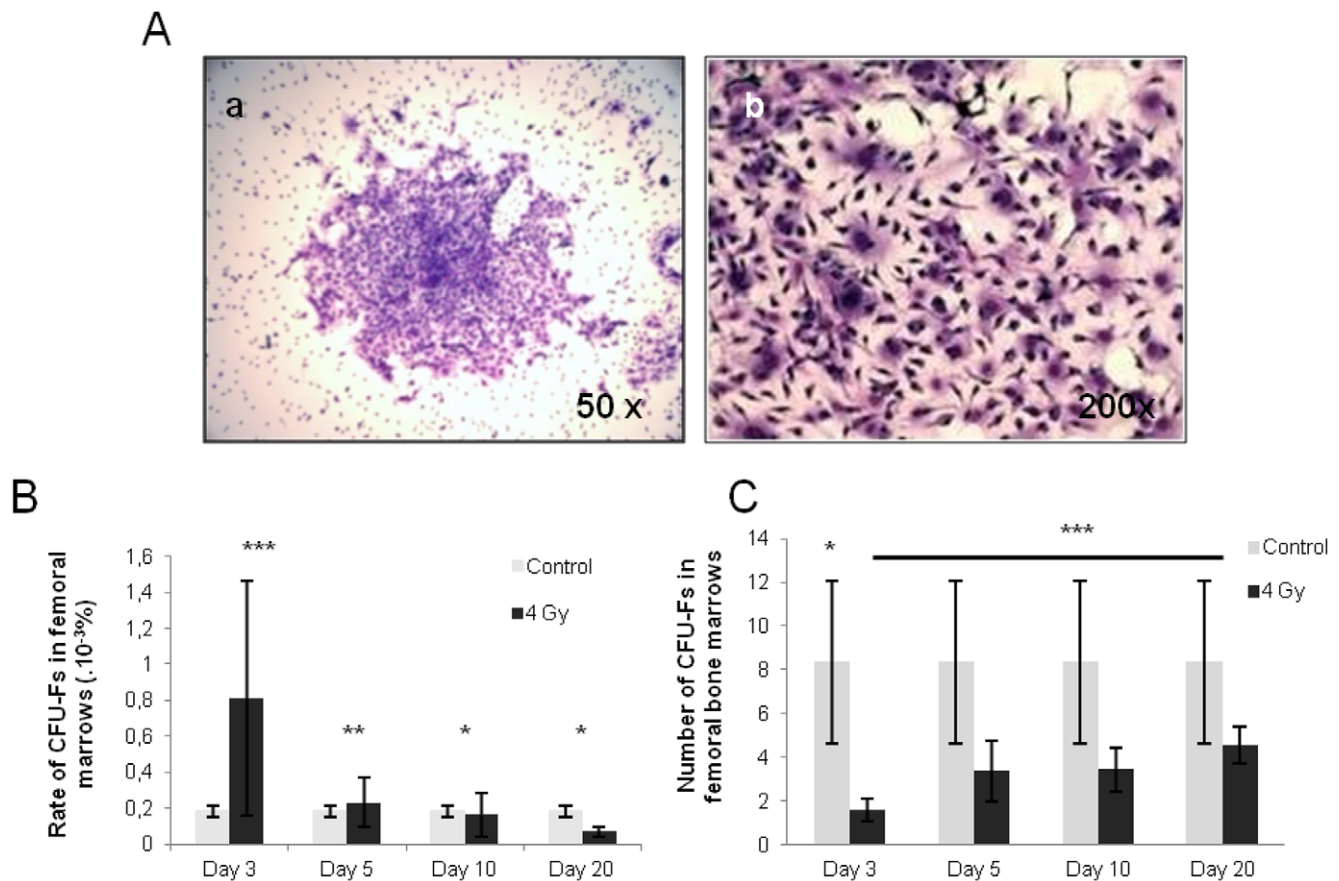 A
a
50 x
b
200x
B
Rate of CFU-Fs in femoral
marrows (.10⁻³%)
1,6
1,4
1,2
1
0,8
0,6
0,4
0,2
0
***
**
*
*
Control
4 Gy
Day 3
Day 5
Day 10
Day 20
C
Number of CFU-Fs in
femoral bone marrows
14
12
10
8
6
4
2
0
*
***
Control
4 Gy
Day 3
Day 5
Day 10
Day 20